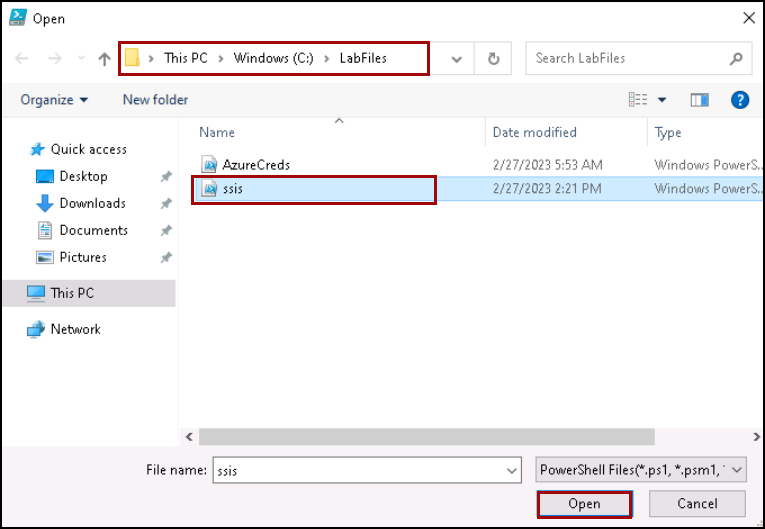 Open
This PC > Windows (C:) > LabFiles
Search LabFiles
Organize New folder
Name Date modified Type
Quick access
Desktop
Downloads
Documents
Pictures
This PC
Network
AzureCreds 2/27/2023 5:53 AM Windows PowerS...
ssis 2/27/2023 2:21 PM Windows PowerS...
File name: ssis PowerShell Files(*.ps1, *.psm1,
Open Cancel